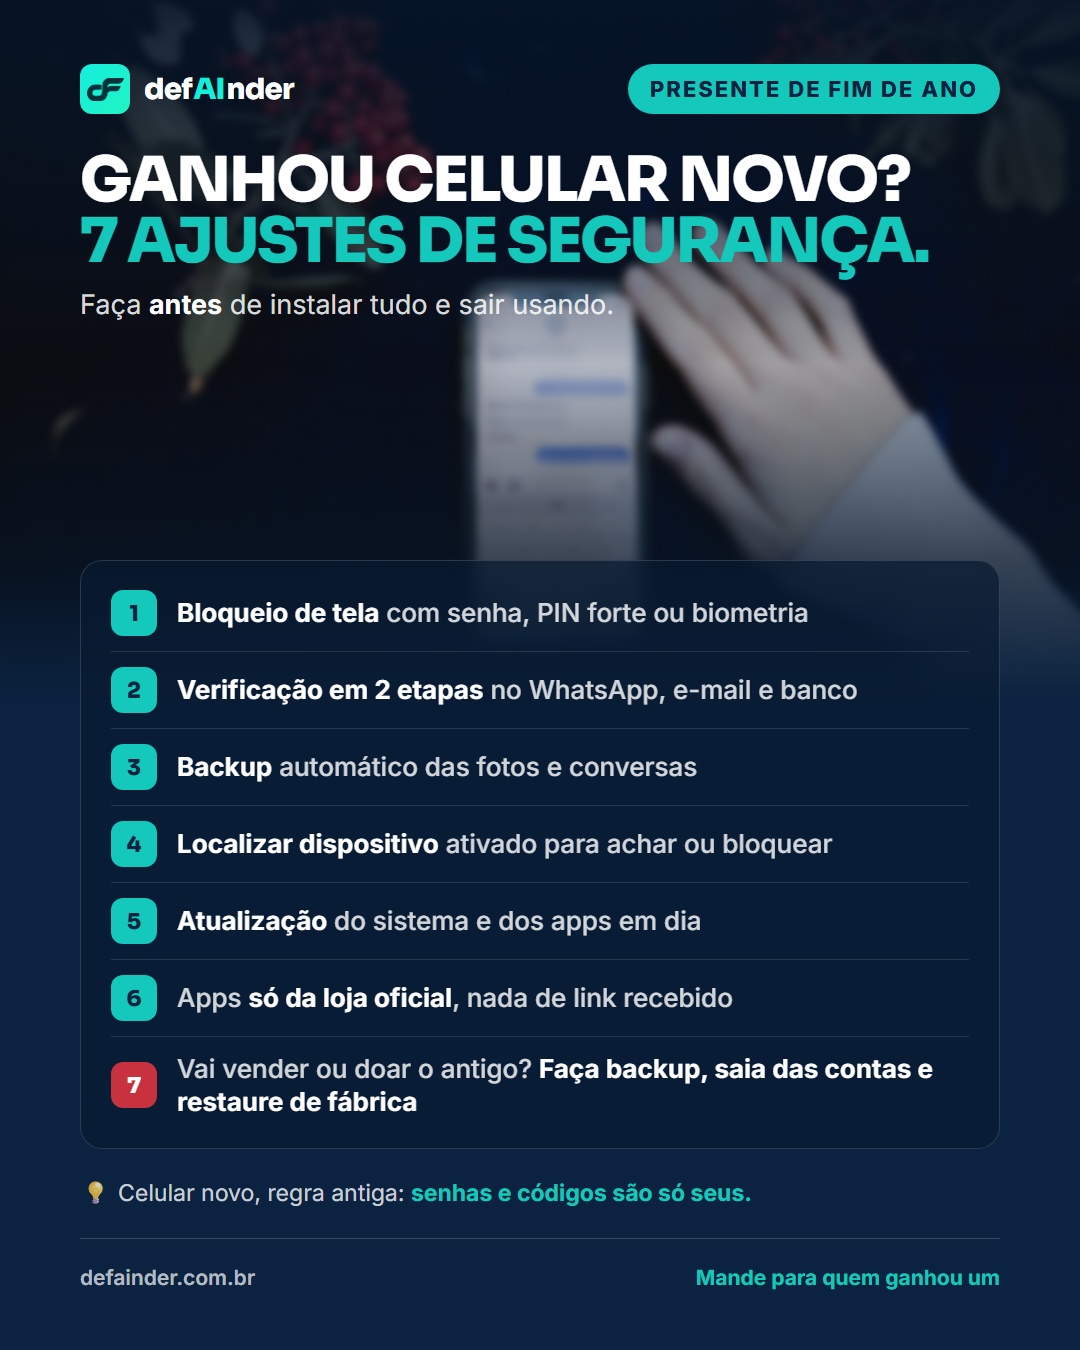 defAInder
PRESENTE DE FIM DE ANO
GANHOU CELULAR NOVO?
7 AJUSTES DE SEGURANÇA.
Faça antes de instalar tudo e sair usando.
1 Bloqueio de tela com senha, PIN forte ou biometria
2 Verificação em 2 etapas no WhatsApp, e-mail e banco
3 Backup automático das fotos e conversas
4 Localizar dispositivo ativado para achar ou bloquear
5 Atualização do sistema e dos apps em dia
6 Apps só da loja oficial, nada de link recebido
7 Vai vender ou doar o antigo? Faça backup, saia das contas e
restaure de fábrica
💡 Celular novo, regra antiga: senhas e códigos são só seus.
defainder.com.br
Mande para quem ganhou um